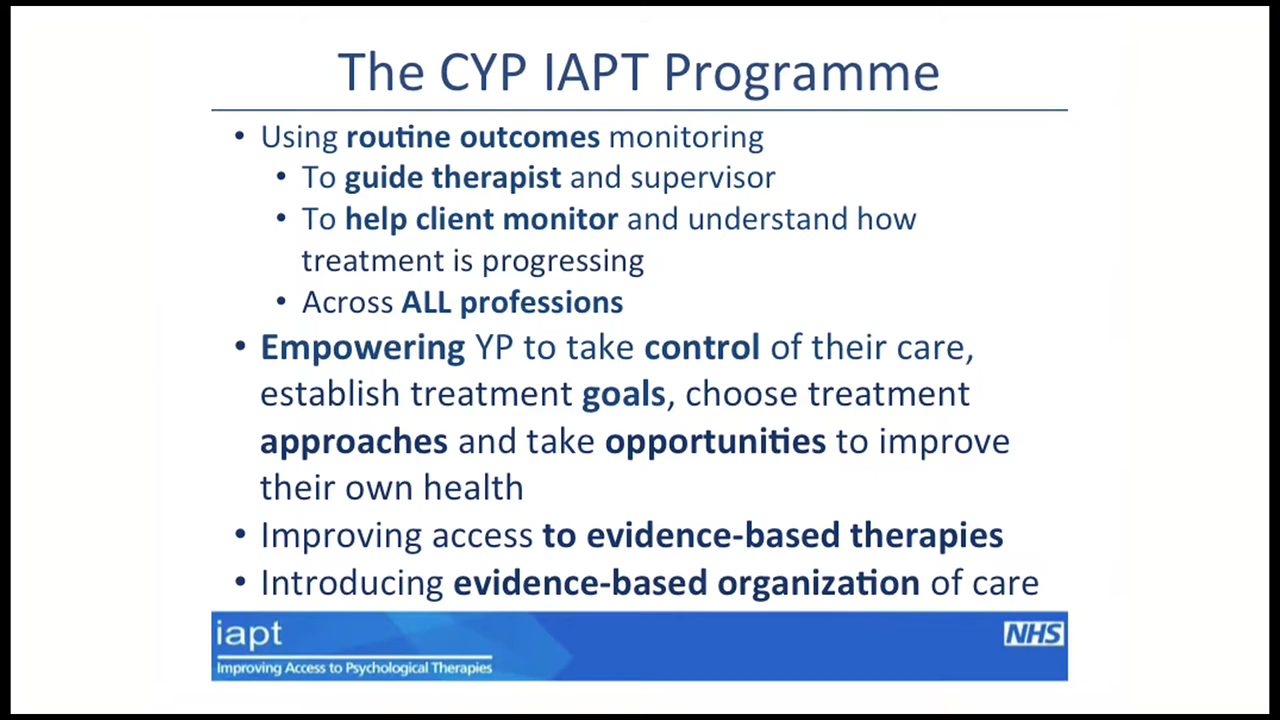 The CYP IAPT Programme
• Using routine outcomes monitoring
• To guide therapist and supervisor
• To help client monitor and understand how
treatment is progressing
• Across ALL professions
• Empowering YP to take control of their care,
establish treatment goals, choose treatment
approaches and take opportunities to improve
their own health
• Improving access to evidence-based therapies
• Introducing evidence-based organization of care
iapt
NHS
Improving Access to Psychological Therapies